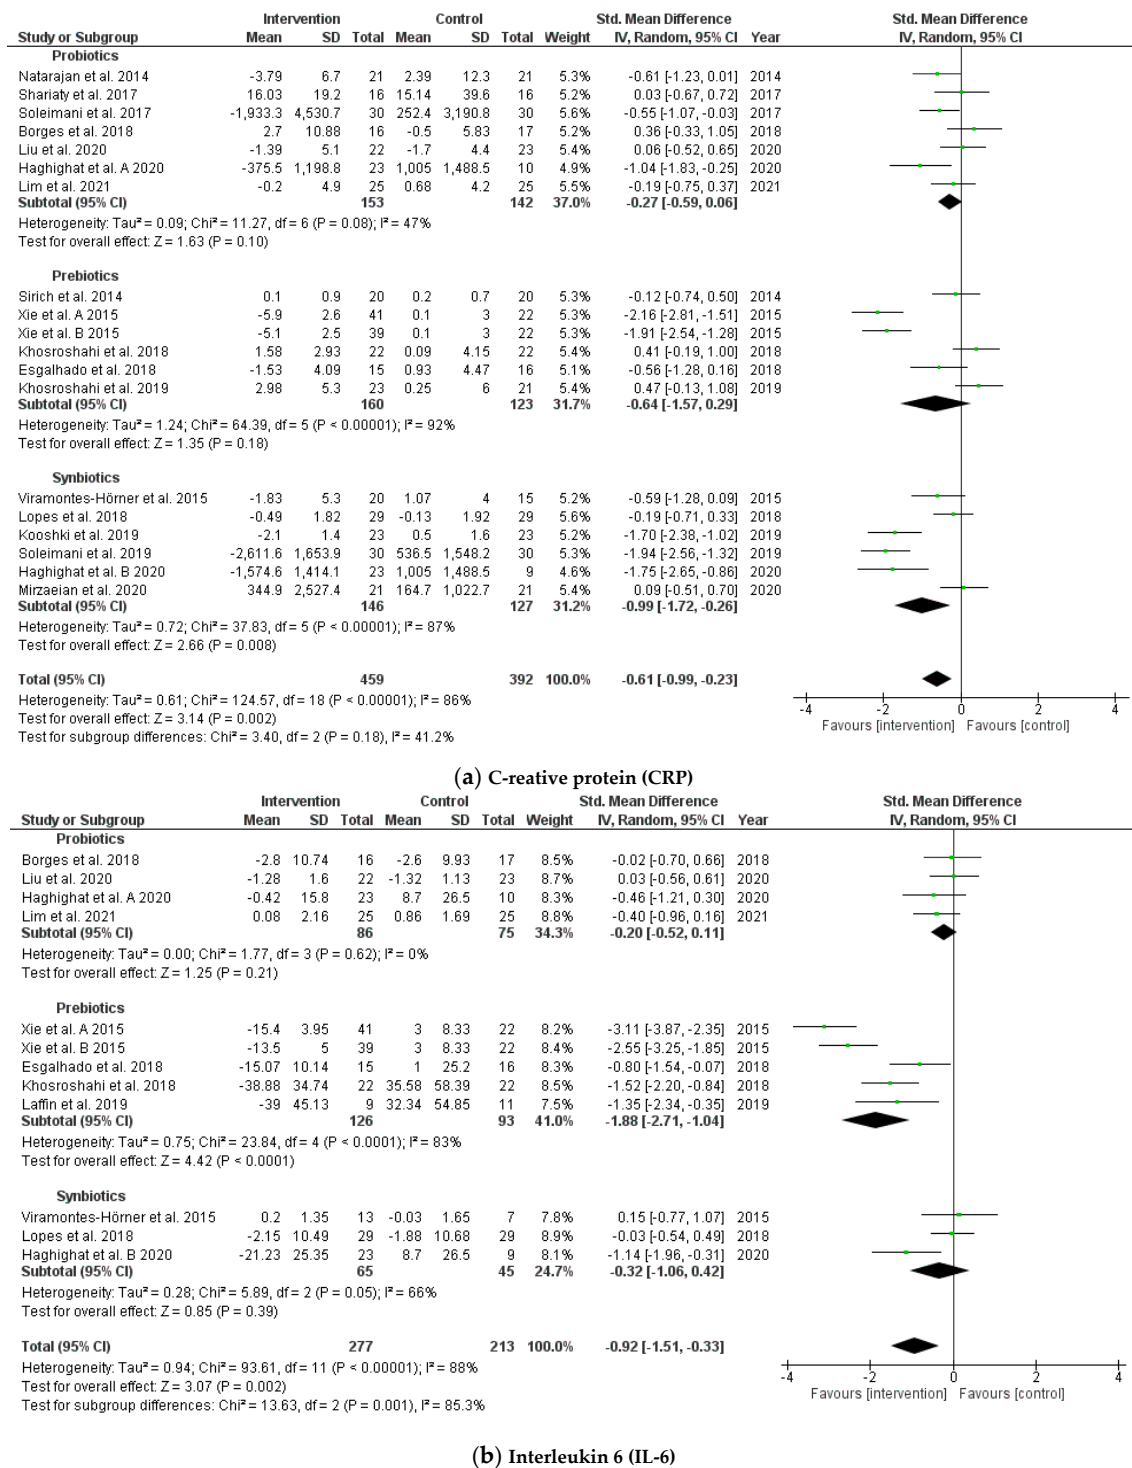 Intervention Control Std. Mean Difference Std. Mean Difference
Study or Subgroup Mean SD Total Mean SD Total Weight IV, Random, 95% CI Year IV, Random, 95% CI
Probiotics
Natarajan et al. 2014 -3.79 6.7 21 2.39 12.3 21 5.3% -0.61 [-1.23, 0.01] 2014
Shariaty et al. 2017 16.03 19.2 16 15.14 39.6 16 5.2% 0.03 [-0.67, 0.72] 2017
Soleimani et al. 2017 -1,933.3 4,530.7 30 252.4 3,190.8 30 5.6% -0.55 [-1.07, -0.03] 2017
Borges et al. 2018 2.7 10.88 16 -0.5 5.83 17 5.2% 0.36 [-0.33, 1.05] 2018
Liu et al. 2020 -1.39 5.1 22 -1.7 4.4 23 5.4% 0.06 [-0.52, 0.65] 2020
Haghighat et al. A 2020 -375.5 1,198.8 23 1,005 1,488.5 10 4.9% -1.04 [-1.83, -0.25] 2020
Lim et al. 2021 -0.2 4.9 25 0.68 4.2 25 5.5% -0.19 [-0.75, 0.37] 2021
Subtotal (95% CI) 153 142 37.0% -0.27 [-0.59, 0.06]
Heterogeneity: Tau² = 0.09; Chi² = 11.27, df = 6 (P = 0.08); I² = 47%
Test for overall effect: Z = 1.63 (P = 0.10)
Prebiotics
Sirich et al. 2014 0.1 0.9 20 0.2 0.7 20 5.3% -0.12 [-0.74, 0.50] 2014
Xie et al. A 2015 -5.9 2.6 41 0.1 3 22 5.3% -2.16 [-2.81, -1.51] 2015
Xie et al. B 2015 -5.1 2.5 39 0.1 3 22 5.3% -1.91 [-2.54, -1.28] 2015
Khosroshahi et al. 2018 1.58 2.93 22 0.09 4.15 22 5.4% 0.41 [-0.19, 1.00] 2018
Esgalhado et al. 2018 -1.53 4.09 15 0.93 4.47 16 5.1% -0.56 [-1.28, 0.16] 2018
Khosroshahi et al. 2019 2.98 5.3 23 0.25 6 21 5.4% 0.47 [-0.13, 1.08] 2019
Subtotal (95% CI) 160 123 31.7% -0.64 [-1.57, 0.29]
Heterogeneity: Tau² = 1.24; Chi² = 64.39, df = 5 (P < 0.00001); I² = 92%
Test for overall effect: Z = 1.35 (P = 0.18)
Synbiotics
Viramontes-Hörner et al. 2015 -1.83 5.3 20 1.07 4 15 5.2% -0.59 [-1.28, 0.09] 2015
Lopes et al. 2018 -0.49 1.82 29 -0.13 1.92 29 5.6% -0.19 [-0.71, 0.33] 2018
Kooshki et al. 2019 -2.1 1.4 23 0.5 1.6 23 5.2% -1.70 [-2.38, -1.02] 2019
Soleimani et al. 2019 -2,611.6 1,653.9 30 536.5 1,548.2 30 5.3% -1.94 [-2.56, -1.32] 2019
Haghighat et al. B 2020 -1,574.6 1,414.1 23 1,005 1,488.5 9 4.6% -1.75 [-2.65, -0.86] 2020
Mirzaeian et al. 2020 344.9 2,527.4 21 164.7 1,022.7 21 5.4% 0.09 [-0.51, 0.70] 2020
Subtotal (95% CI) 146 127 31.2% -0.99 [-1.72, -0.26]
Heterogeneity: Tau² = 0.72; Chi² = 37.83, df = 5 (P < 0.00001); I² = 87%
Test for overall effect: Z = 2.66 (P = 0.008)
Total (95% CI) 459 392 100.0% -0.61 [-0.99, -0.23]
Heterogeneity: Tau² = 0.61; Chi² = 124.57, df = 18 (P < 0.00001); I² = 86%
Test for overall effect: Z = 3.14 (P = 0.002)
Test for subgroup differences: Chi² = 3.40, df = 2 (P = 0.18), I² = 41.2%
-4 -2 0 2 4
Favours [intervention] Favours [control]
(a) C-reative protein (CRP)
Intervention Control Std. Mean Difference Std. Mean Difference
Study or Subgroup Mean SD Total Mean SD Total Weight IV, Random, 95% CI Year IV, Random, 95% CI
Probiotics
Borges et al. 2018 -2.8 10.74 16 -2.6 9.93 17 8.5% -0.02 [-0.70, 0.66] 2018
Liu et al. 2020 -1.28 1.6 22 -1.32 1.13 23 8.7% 0.03 [-0.56, 0.61] 2020
Haghighat et al. A 2020 -0.42 15.8 23 8.7 26.5 10 8.3% -0.46 [-1.21, 0.30] 2020
Lim et al. 2021 0.08 2.16 25 0.86 1.69 25 8.8% -0.40 [-0.96, 0.16] 2021
Subtotal (95% CI) 86 75 34.3% -0.20 [-0.52, 0.11]
Heterogeneity: Tau² = 0.00; Chi² = 1.77, df = 3 (P = 0.62); I² = 0%
Test for overall effect: Z = 1.25 (P = 0.21)
Prebiotics
Xie et al. A 2015 -15.4 3.95 41 3 8.33 22 8.2% -3.11 [-3.87, -2.35] 2015
Xie et al. B 2015 -13.5 5 39 3 8.33 22 8.4% -2.55 [-3.25, -1.85] 2015
Esgalhado et al. 2018 -15.07 10.14 15 1 25.2 16 8.3% -0.80 [-1.54, -0.07] 2018
Khosroshahi et al. 2018 -38.88 34.74 22 35.58 58.39 22 8.5% -1.52 [-2.20, -0.84] 2018
Laffin et al. 2019 -39 45.13 9 32.34 54.85 11 7.5% -1.35 [-2.34, -0.35] 2019
Subtotal (95% CI) 126 93 41.0% -1.88 [-2.71, -1.04]
Heterogeneity: Tau² = 0.75; Chi² = 23.84, df = 4 (P < 0.0001); I² = 83%
Test for overall effect: Z = 4.42 (P < 0.0001)
Synbiotics
Viramontes-Hörner et al. 2015 0.2 1.35 13 -0.03 1.65 7 7.8% 0.15 [-0.77, 1.07] 2015
Lopes et al. 2018 -2.15 10.49 29 -1.88 10.68 29 8.9% -0.03 [-0.54, 0.49] 2018
Haghighat et al. B 2020 -21.23 25.35 23 8.7 26.5 9 8.1% -1.14 [-1.96, -0.31] 2020
Subtotal (95% CI) 65 45 24.7% -0.32 [-1.06, 0.42]
Heterogeneity: Tau² = 0.28; Chi² = 5.89, df = 2 (P = 0.05); I² = 66%
Test for overall effect: Z = 0.85 (P = 0.39)
Total (95% CI) 277 213 100.0% -0.92 [-1.51, -0.33]
Heterogeneity: Tau² = 0.94; Chi² = 93.61, df = 11 (P < 0.00001); I² = 88%
Test for overall effect: Z = 3.07 (P = 0.002)
Test for subgroup differences: Chi² = 13.63, df = 2 (P = 0.001), I² = 85.3%
-4 -2 0 2 4
Favours [intervention] Favours [control]
(b) Interleukin 6 (IL-6)